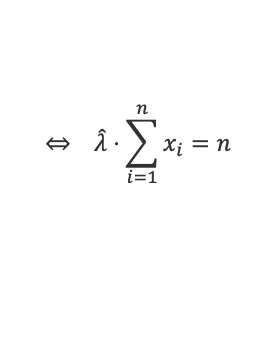 ⇔ λ̂ · ∑_{i=1}^{n} x_i = n